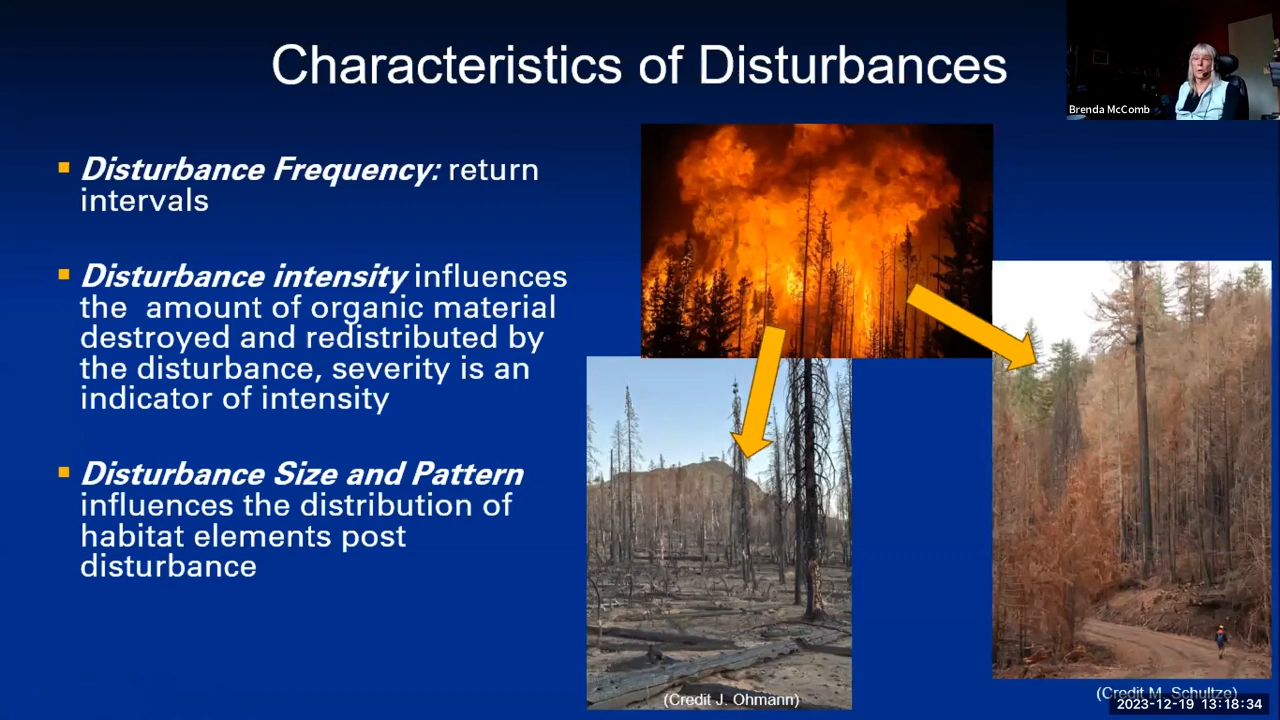 Characteristics of Disturbances
Brenda McComb
Disturbance Frequency: return
intervals
Disturbance intensity influences
the amount of organic material
destroyed and redistributed by
the disturbance, severity is an
indicator of intensity
Disturbance Size and Pattern
influences the distribution of
habitat elements post
disturbance
(Credit J. Ohmann)
(Credit M. Schultze)
2023-12-19 13:18:34